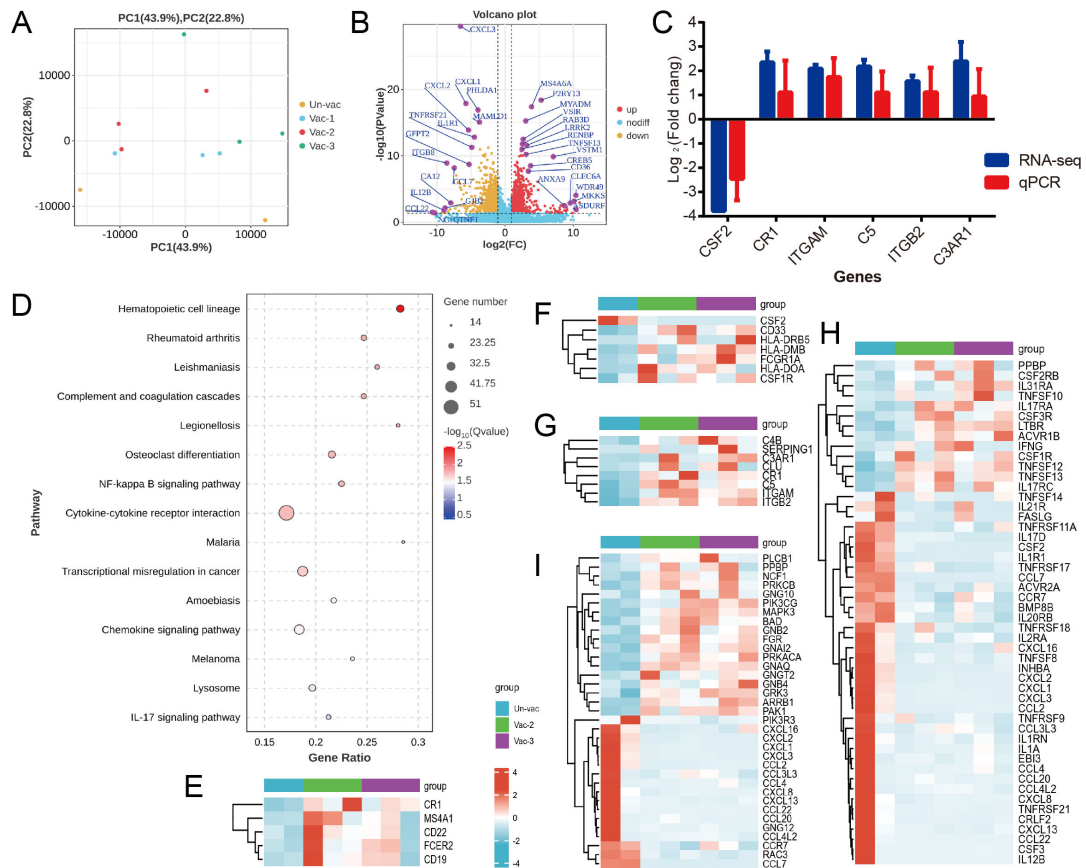 A
PC1(43.9%),PC2(22.8%)
PC2(22.8%)
10000
0
-10000
-10000
0
10000
PC1(43.9%)
Un-vac
Vac-1
Vac-2
Vac-3
B
Volcano plot
-log10(Pvalue)
30
20
10
0
-10
0
10
log2(FC)
CXCL3
CXCL1
CXCL2
PHLDA1
TNFRSF21
MAMLD1
IL1R1
GFPT2
ITGB8
CCL7
CA12
IL12B
GJB2
CCL22
C1QTNF1
MS4A6A
P2RY13
MYADM
VSIR
RAB3D
LRRK2
RENBP
TNFSF13
VSTM1
CREB5
CD36
CLEC6A
ANXA9
WDR49
MKKS
ASDURF
up
nodiff
down
C
Log 2 (Fold chang)
4
3
2
1
0
-1
-2
-3
-4
CSF2
CR1
ITGAM
C5
ITGB2
C3AR1
Genes
RNA-seq
qPCR
D
Pathway
Hematopoietic cell lineage
Rheumatoid arthritis
Leishmaniasis
Complement and coagulation cascades
Legionellosis
Osteoclast differentiation
NF-kappa B signaling pathway
Cytokine-cytokine receptor interaction
Malaria
Transcriptional misregulation in cancer
Amoebiasis
Chemokine signaling pathway
Melanoma
Lysosome
IL-17 signaling pathway
0.15
0.2
0.25
0.3
Gene Ratio
Gene number
14
23.25
32.5
41.75
51
-log10(Qvalue)
2.5
2.0
1.5
1.0
0.5
group
Un-vac
Vac-2
Vac-3
4
2
0
-2
-4
E
group
CR1
MS4A1
CD22
FCER2
CD19
F
group
CSF2
CD33
HLA-DRB5
HLA-DMB
FCGR1A
HLA-DOA
CSF1R
G
group
C4B
SERPING1
C3AR1
CLU
CR1
C5
ITGAM
ITGB2
I
group
PLCB1
PPBP
NCF1
PRKCB
GNG10
PIK3CG
MAPK3
BAD
GNB2
FGR
GNAI2
PRKACA
GNAQ
GNGT2
GNB4
GRK3
ARRB1
PAK1
PIK3R3
CXCL16
CXCL2
CXCL1
CXCL3
CCL2
CCL3L3
CCL4
CXCL8
CXCL13
CCL22
CCL20
GNG12
CCL4L2
CCR7
RAC3
CCL7
H
group
PPBP
CSF2RB
IL31RA
TNFSF10
IL17RA
CSF3R
LTBR
ACVR1B
IFNG
CSF1R
TNFSF12
TNFSF13
IL17RC
TNFSF14
IL21R
FASLG
TNFRSF11A
IL17D
CSF2
IL1R1
TNFRSF17
CCL7
ACVR2A
CCR7
BMP8B
IL20RB
TNFRSF18
IL2RA
CXCL16
TNFSF8
INHBA
CXCL2
CXCL1
CXCL3
CCL2
TNFRSF9
CCL3L3
IL1RN
IL1A
EBI3
CCL4
CCL20
CCL4L2
CXCL8
TNFRSF21
CRLF2
CXCL13
CCL22
CSF3
IL12B